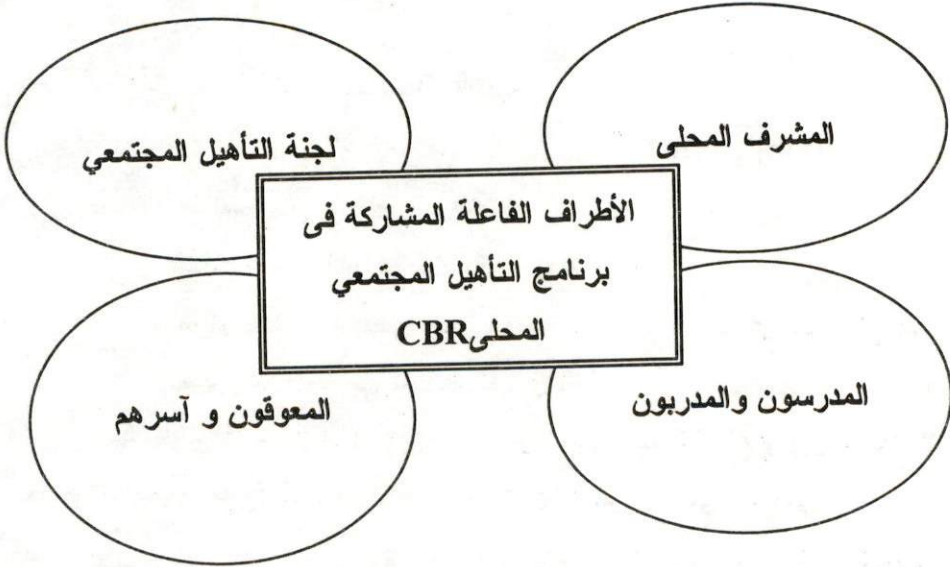 المشرف المحلى
لجنة التأهيل المجتمعي
الأطراف الفاعلة المشاركة فى
برنامج التأهيل المجتمعي
المحلىCBR
المدرسون والمدربون
المعوقون و آسرهم